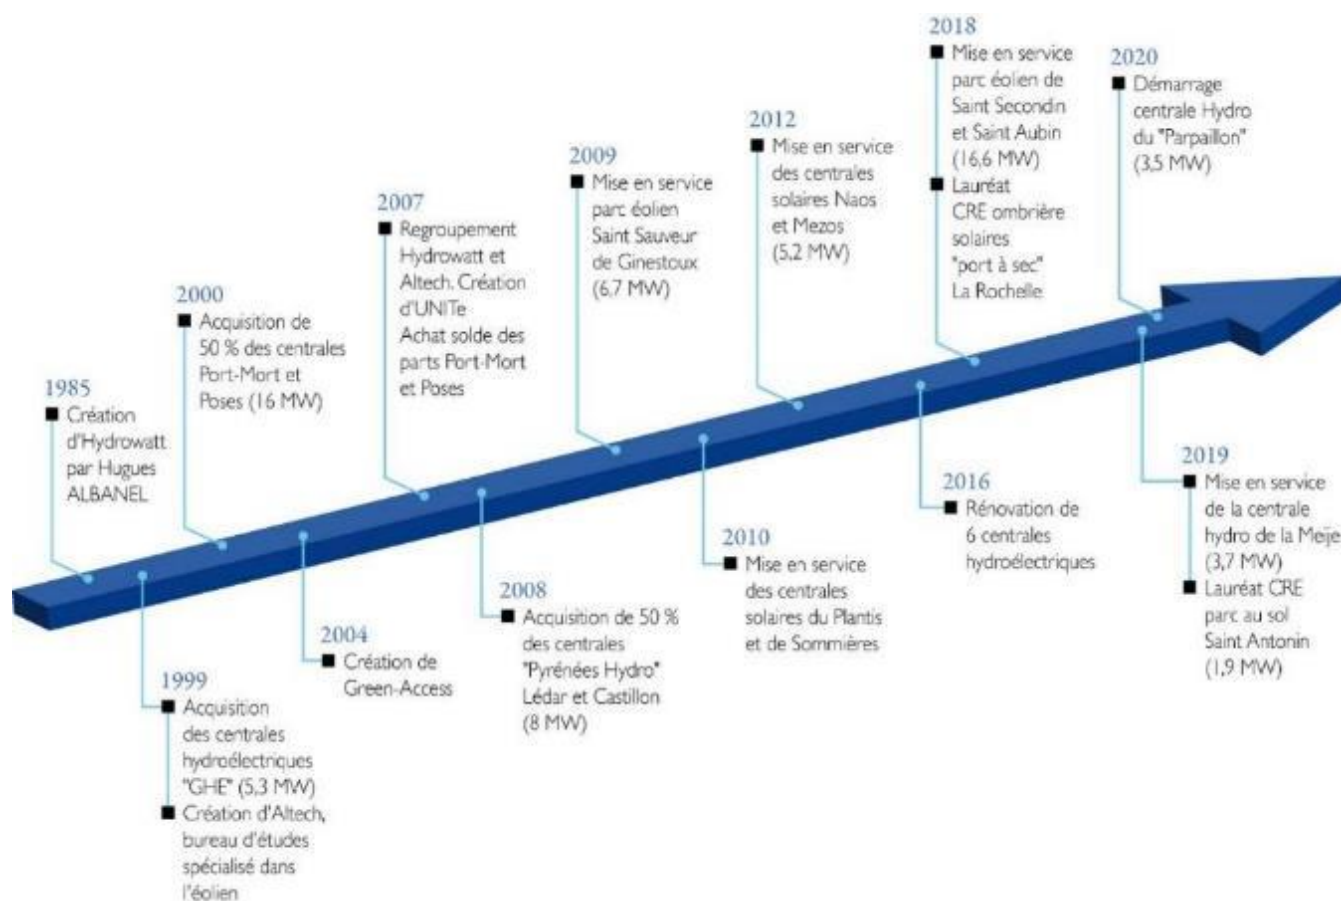 1985
Création
d'Hydrowatt
par Hugues
ALBANEL
1999
Acquisition
des centrales
hydroélectriques
"GHE" (5,3 MW)
Création d'Altech,
bureau d'études
spécialisé dans
l'éolien
2000
Acquisition de
50 % des centrales
Port-Mort et
Poses (16 MW)
2004
Création de
Green-Access
2007
Regroupement
Hydrowatt et
Altech. Création
d'UNITe
Achat solde des
parts Port-Mort
et Poses
2008
Acquisition de 50 %
des centrales
"Pyrénées Hydro"
Lédar et Castillon
(8 MW)
2009
Mise en service
parc éolien
Saint Sauveur
de Ginestoux
(6,7 MW)
2010
Mise en service
des centrales
solaires du Plantis
et de Sommières
2012
Mise en service
des centrales
solaires Naos
et Mezos
(5,2 MW)
2016
Rénovation de
6 centrales
hydroélectriques
2018
Mise en service
parc éolien de
Saint Secondin
et Saint Aubin
(16,6 MW)
Lauréat
CRE ombrière
solaires
"port à sec"
La Rochelle
2019
Mise en service
de la centrale
hydro de la Meije
(3,7 MW)
Lauréat CRE
parc au sol
Saint Antonin
(1,9 MW)
2020
Démarrage
centrale Hydro
du "Parpaillon"
(3,5 MW)